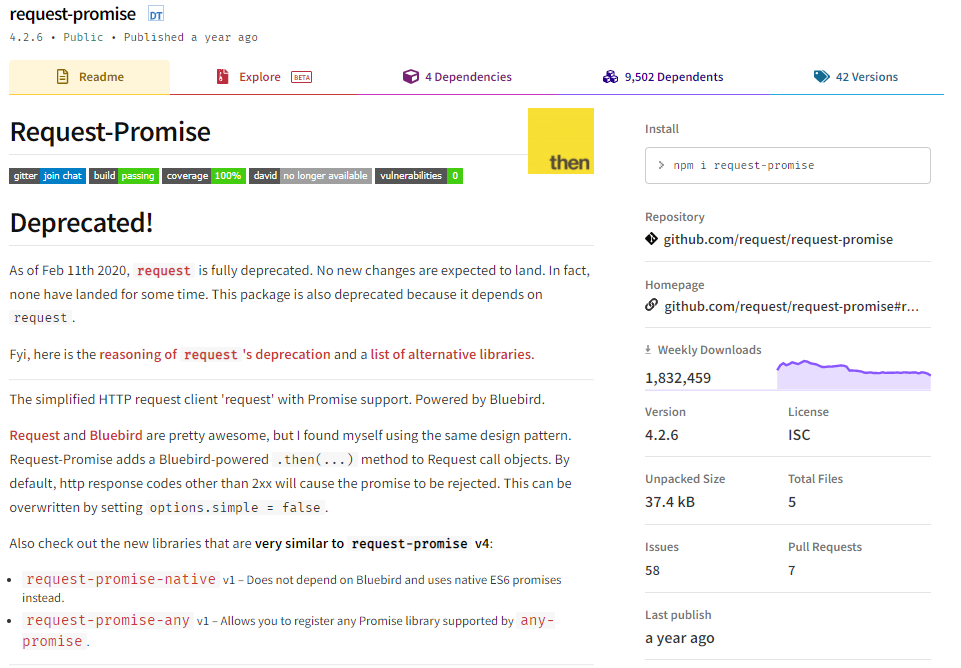 request-promise DT
4.2.6 • Public • Published a year ago
Readme
Explore BETA
4 Dependencies
9,502 Dependents
42 Versions
Request-Promise
then
gitter join chat build passing coverage 100% david no longer available vulnerabilities 0
Deprecated!
As of Feb 11th 2020, request is fully deprecated. No new changes are expected to land. In fact,
none have landed for some time. This package is also deprecated because it depends on
request.
Fyi, here is the reasoning of request 's deprecation and a list of alternative libraries.
The simplified HTTP request client 'request' with Promise support. Powered by Bluebird.
Request and Bluebird are pretty awesome, but I found myself using the same design pattern.
Request-Promise adds a Bluebird-powered .then(...) method to Request call objects. By
default, http response codes other than 2xx will cause the promise to be rejected. This can be
overwritten by setting options.simple = false.
Also check out the new libraries that are very similar to request-promise v4:
• request-promise-native v1 – Does not depend on Bluebird and uses native ES6 promises
instead.
• request-promise-any v1 – Allows you to register any Promise library supported by any-
promise.
Install
> npm i request-promise
Repository
github.com/request/request-promise
Homepage
github.com/request/request-promise#r...
Weekly Downloads
1,832,459
Version
License
4.2.6
ISC
Unpacked Size
Total Files
37.4 kB
5
Issues
Pull Requests
58
7
Last publish
a year ago